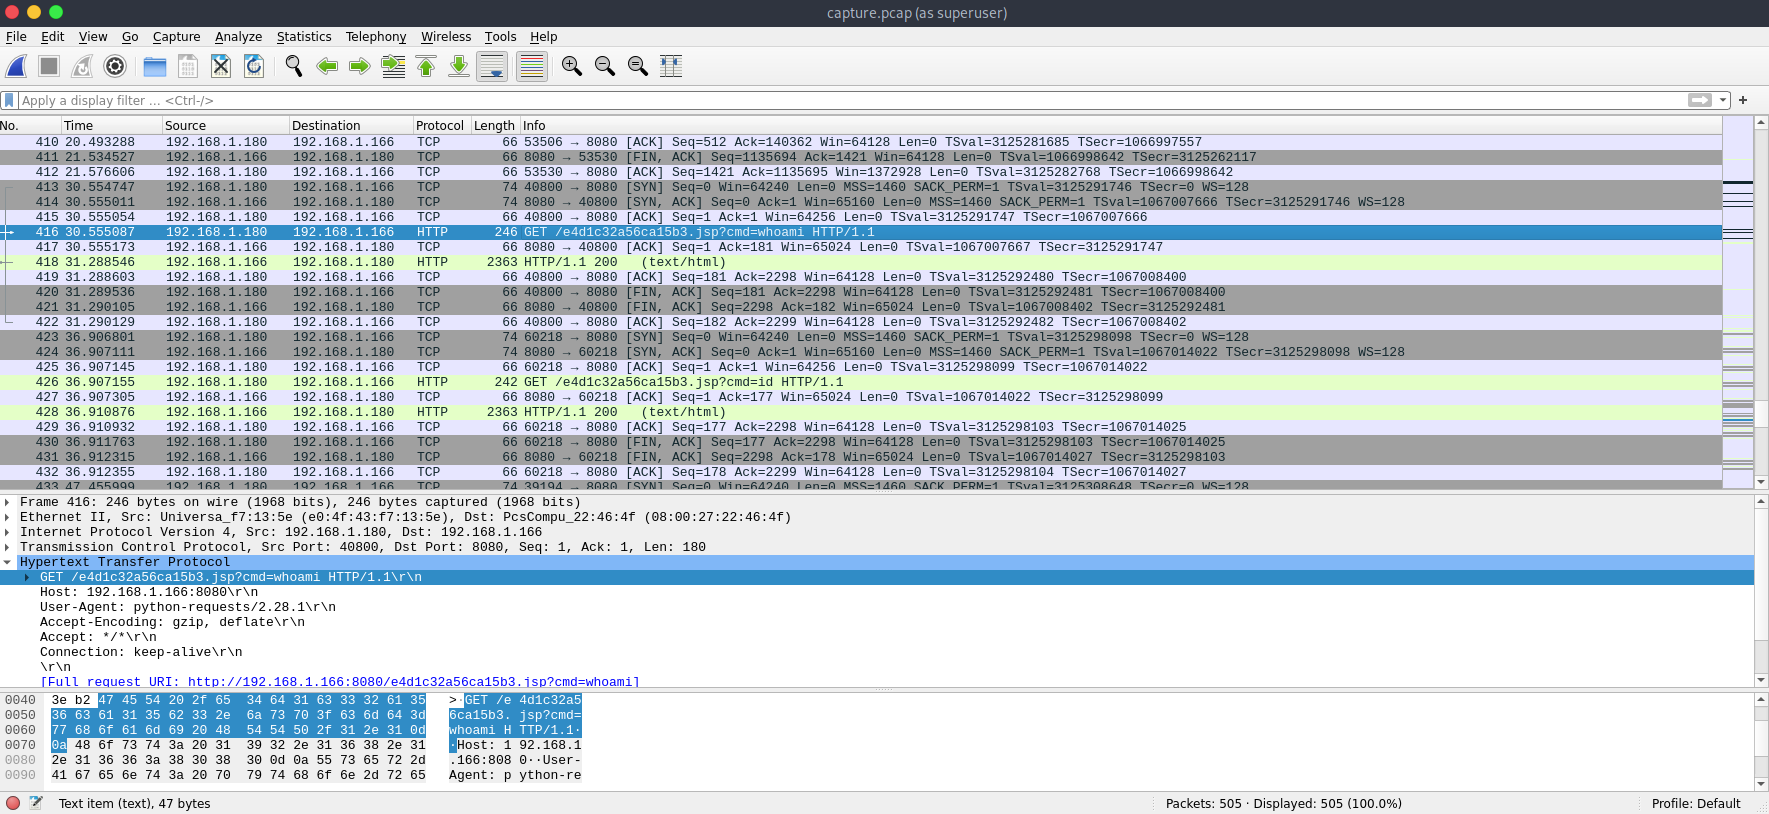 capture.pcap (as superuser)
File Edit View Go Capture Analyze Statistics Telephony Wireless Tools Help
Apply a display filter ... <Ctrl-/>
No. Time Source Destination Protocol Length Info
410 20.493288 192.168.1.180 192.168.1.166 TCP 66 53506 → 8080 [ACK] Seq=512 Ack=140362 Win=64128 Len=0 TSval=3125281685 TSecr=1066997557
411 21.534527 192.168.1.166 192.168.1.180 TCP 66 8080 → 53530 [FIN, ACK] Seq=1135694 Ack=1421 Win=64128 Len=0 TSval=1066998642 TSecr=3125262117
412 21.576606 192.168.1.180 192.168.1.166 TCP 66 53530 → 8080 [ACK] Seq=1421 Ack=1135695 Win=1372928 Len=0 TSval=3125282768 TSecr=1066998642
413 30.554747 192.168.1.180 192.168.1.166 TCP 74 40800 → 8080 [SYN] Seq=0 Win=64240 Len=0 MSS=1460 SACK_PERM=1 TSval=3125291746 TSecr=0 WS=128
414 30.555011 192.168.1.166 192.168.1.180 TCP 74 8080 → 40800 [SYN, ACK] Seq=0 Ack=1 Win=65160 Len=0 MSS=1460 SACK_PERM=1 TSval=1067007666 TSecr=3125291746 WS=128
415 30.555054 192.168.1.180 192.168.1.166 TCP 66 40800 → 8080 [ACK] Seq=1 Ack=1 Win=64256 Len=0 TSval=3125291747 TSecr=1067007666
416 30.555087 192.168.1.180 192.168.1.166 HTTP 246 GET /e4d1c32a56ca15b3.jsp?cmd=whoami HTTP/1.1
417 30.555173 192.168.1.166 192.168.1.180 TCP 66 8080 → 40800 [ACK] Seq=1 Ack=181 Win=65024 Len=0 TSval=1067007667 TSecr=3125291747
418 31.288546 192.168.1.166 192.168.1.180 HTTP 2363 HTTP/1.1 200 (text/html)
419 31.288603 192.168.1.180 192.168.1.166 TCP 66 40800 → 8080 [ACK] Seq=181 Ack=2298 Win=64128 Len=0 TSval=3125292480 TSecr=1067008400
420 31.289536 192.168.1.180 192.168.1.166 TCP 66 40800 → 8080 [FIN, ACK] Seq=181 Ack=2298 Win=64128 Len=0 TSval=3125292481 TSecr=1067008400
421 31.290105 192.168.1.166 192.168.1.180 TCP 66 8080 → 40800 [FIN, ACK] Seq=2298 Ack=182 Win=65024 Len=0 TSval=1067008402 TSecr=3125292481
422 31.290129 192.168.1.180 192.168.1.166 TCP 66 40800 → 8080 [ACK] Seq=182 Ack=2299 Win=64128 Len=0 TSval=3125292482 TSecr=1067008402
423 36.906801 192.168.1.180 192.168.1.166 TCP 74 60218 → 8080 [SYN] Seq=0 Win=64240 Len=0 MSS=1460 SACK_PERM=1 TSval=3125298098 TSecr=0 WS=128
424 36.907111 192.168.1.166 192.168.1.180 TCP 74 8080 → 60218 [SYN, ACK] Seq=0 Ack=1 Win=65160 Len=0 MSS=1460 SACK_PERM=1 TSval=1067014022 TSecr=3125298098 WS=128
425 36.907145 192.168.1.180 192.168.1.166 TCP 66 60218 → 8080 [ACK] Seq=1 Ack=1 Win=64256 Len=0 TSval=3125298099 TSecr=1067014022
426 36.907155 192.168.1.180 192.168.1.166 HTTP 242 GET /e4d1c32a56ca15b3.jsp?cmd=id HTTP/1.1
427 36.907305 192.168.1.166 192.168.1.180 TCP 66 8080 → 60218 [ACK] Seq=1 Ack=177 Win=65024 Len=0 TSval=1067014022 TSecr=3125298099
428 36.910876 192.168.1.166 192.168.1.180 HTTP 2363 HTTP/1.1 200 (text/html)
429 36.910932 192.168.1.180 192.168.1.166 TCP 66 60218 → 8080 [ACK] Seq=177 Ack=2298 Win=64128 Len=0 TSval=3125298103 TSecr=1067014025
430 36.911763 192.168.1.180 192.168.1.166 TCP 66 60218 → 8080 [FIN, ACK] Seq=177 Ack=2298 Win=64128 Len=0 TSval=3125298103 TSecr=1067014025
431 36.912315 192.168.1.166 192.168.1.180 TCP 66 8080 → 60218 [FIN, ACK] Seq=2298 Ack=178 Win=65024 Len=0 TSval=1067014027 TSecr=3125298103
432 36.912355 192.168.1.180 192.168.1.166 TCP 66 60218 → 8080 [ACK] Seq=178 Ack=2299 Win=64128 Len=0 TSval=3125298104 TSecr=1067014027
433 47.455999 192.168.1.180 192.168.1.166 TCP 74 39194 → 8080 [SYN] Seq=0 Win=64240 Len=0 MSS=1460 SACK_PERM=1 TSval=3125308648 TSecr=0 WS=128
Frame 416: 246 bytes on wire (1968 bits), 246 bytes captured (1968 bits)
Ethernet II, Src: Universa_f7:13:5e (e0:4f:43:f7:13:5e), Dst: PcsCompu_22:46:4f (08:00:27:22:46:4f)
Internet Protocol Version 4, Src: 192.168.1.180, Dst: 192.168.1.166
Transmission Control Protocol, Src Port: 40800, Dst Port: 8080, Seq: 1, Ack: 1, Len: 180
Hypertext Transfer Protocol
GET /e4d1c32a56ca15b3.jsp?cmd=whoami HTTP/1.1\r\n
Host: 192.168.1.166:8080\r\n
User-Agent: python-requests/2.28.1\r\n
Accept-Encoding: gzip, deflate\r\n
Accept: */*\r\n
Connection: keep-alive\r\n
\r\n
[Full request URI: http://192.168.1.166:8080/e4d1c32a56ca15b3.jsp?cmd=whoami]
0040 3e b2 47 45 54 20 2f 65 34 64 31 63 33 32 61 35 >·GET /e 4d1c32a5
0050 36 63 61 31 35 62 33 2e 6a 73 70 3f 63 6d 64 3d 6ca15b3. jsp?cmd=
0060 77 68 6f 61 6d 69 20 48 54 54 50 2f 31 2e 31 0d whoami H TTP/1.1·
0070 0a 48 6f 73 74 3a 20 31 39 32 2e 31 36 38 2e 31 ·Host: 1 92.168.1
0080 2e 31 36 36 3a 38 30 38 30 0d 0a 55 73 65 72 2d .166:808 0··User-
0090 41 67 65 6e 74 3a 20 70 79 74 68 6f 6e 2d 72 65 Agent: p ython-re
Text item (text), 47 bytes Packets: 505 · Displayed: 505 (100.0%) Profile: Default